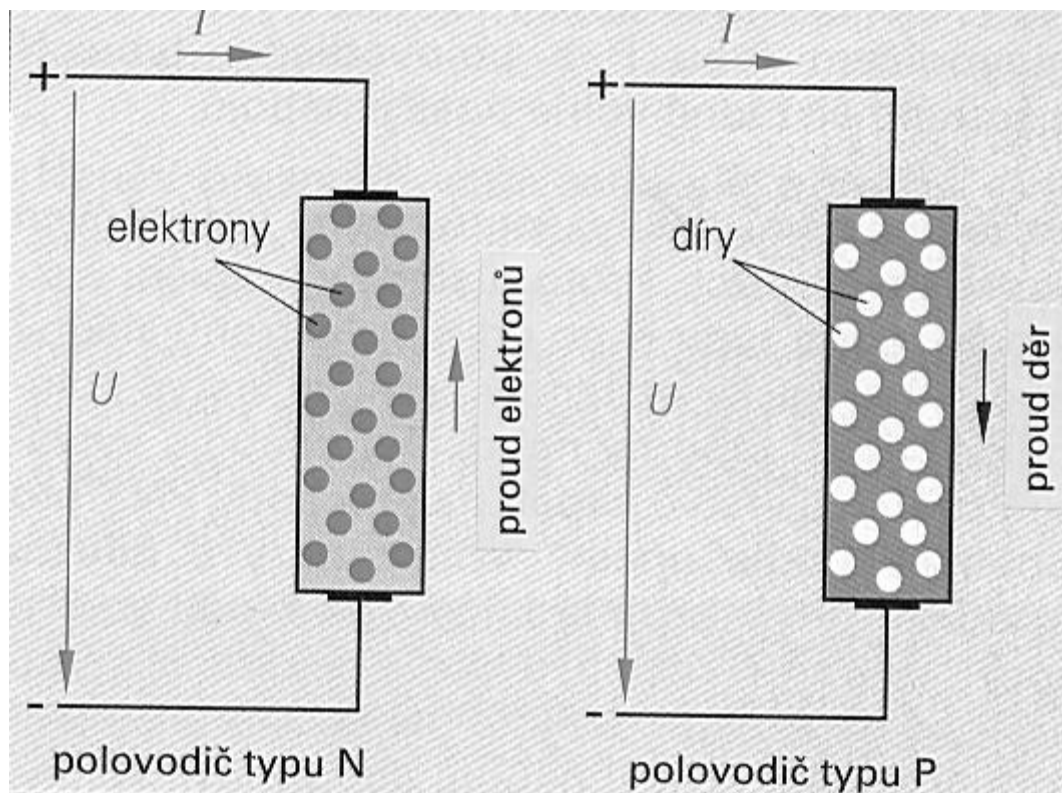 I
+
elektrony
U
proud elektronů
-
polovodič typu N
I
+
díry
U
proud děr
-
polovodič typu P